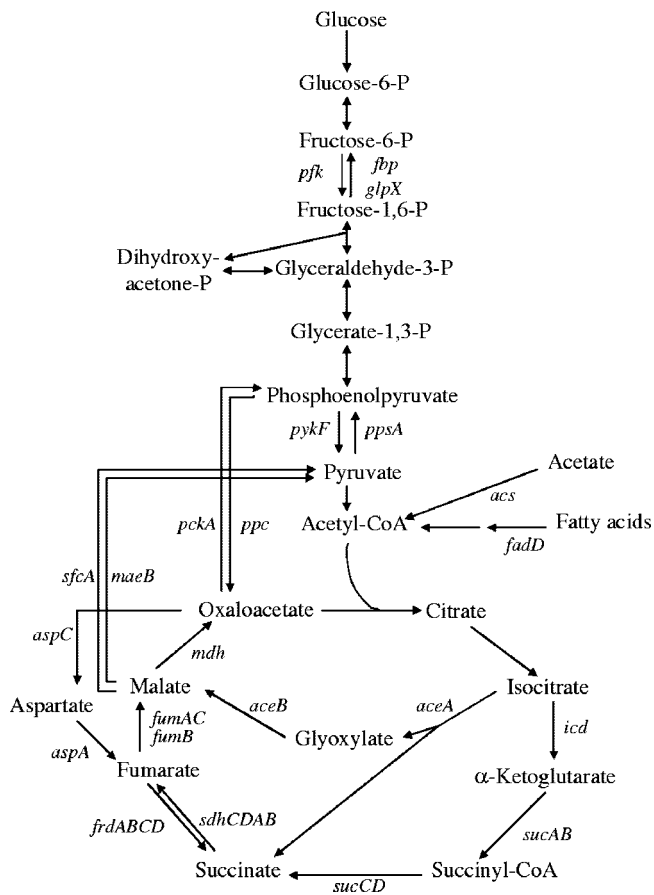 Glucose
Glucose-6-P
Fructose-6-P
pfk
fbp
glpX
Fructose-1,6-P
Dihydroxy-
acetone-P
Glyceraldehyde-3-P
Glycerate-1,3-P
Phosphoenolpyruvate
pykF
ppsA
Pyruvate
Acetate
acs
Acetyl-CoA
Fatty acids
fadD
pckA
ppc
sfcA
maeB
Oxaloacetate
Citrate
aspC
mdh
Malate
Isocitrate
Aspartate
aceB
aceA
fumAC
fumB
Glyoxylate
icd
aspA
Fumarate
α-Ketoglutarate
frdABCD
sdhCDAB
sucAB
Succinate
Succinyl-CoA
sucCD